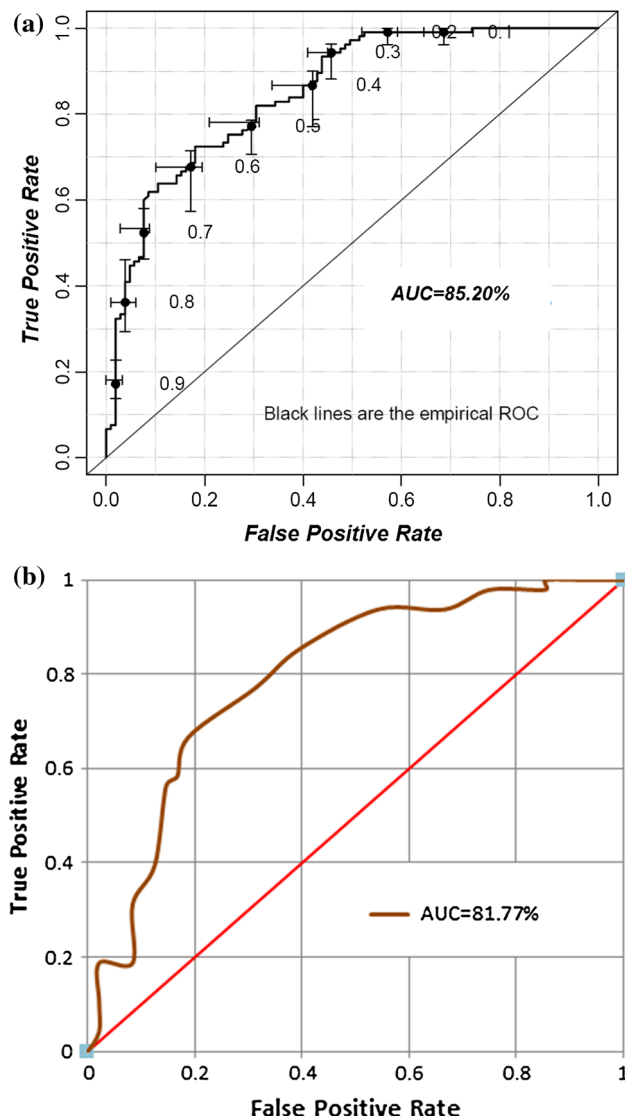 (a)
1.0
0.8
0.6
0.4
0.2
0.0
True Positive Rate
0.2
0.3
0.4
0.5
0.6
0.7
0.8
0.9
AUC=85.20%
Black lines are the empirical ROC
0.0 0.2 0.4 0.6 0.8 1.0
False Positive Rate
(b)
1
0.8
0.6
0.4
0.2
0
True Positive Rate
AUC=81.77%
0 0.2 0.4 0.6 0.8 1
False Positive Rate